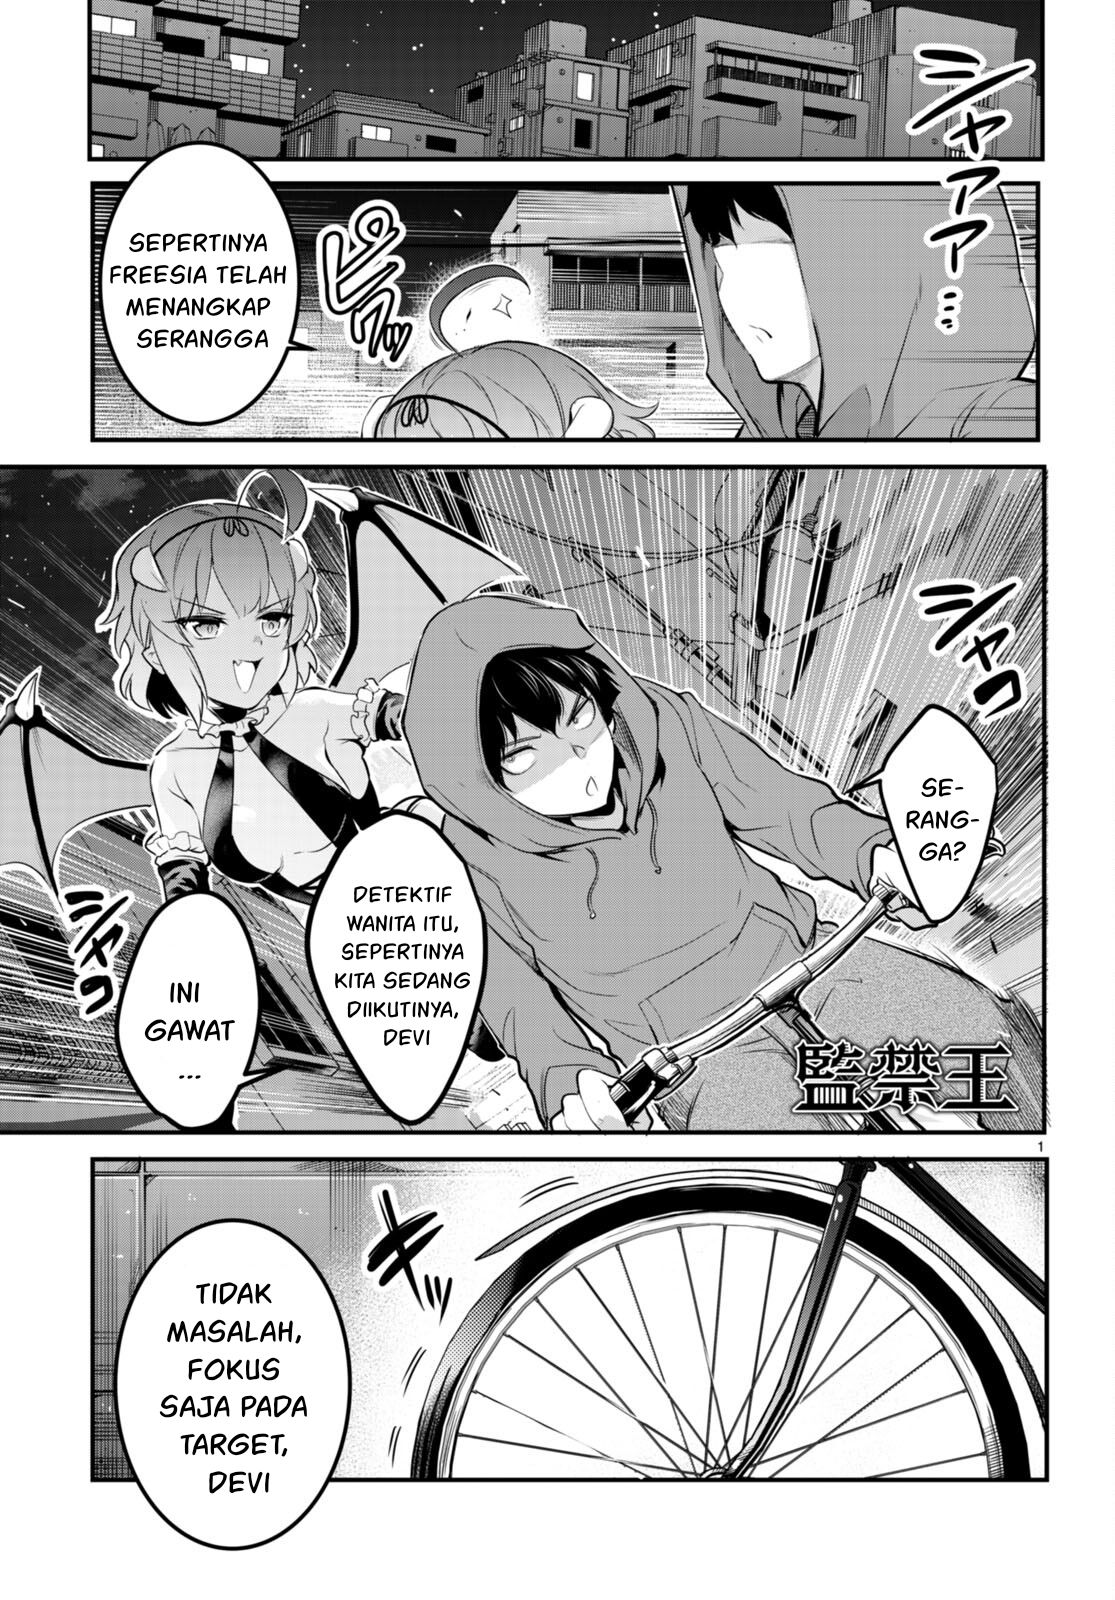 シャアアア…
SEPERTINYA
FREESIA TELAH
MENANGKAP
SERANGGA
ピピクッ
シャコ
SE-
RANG-
GA?
DETEKTIF
WANITA ITU,
SEPERTINYA
KITA SEDANG
DIIKUTINYA,
DEVI
INI
GAWAT
...
シャコ
監禁王
1
キッ
TIDAK
MASALAH,
FOKUS
SAJA PADA
TARGET,
DEVI